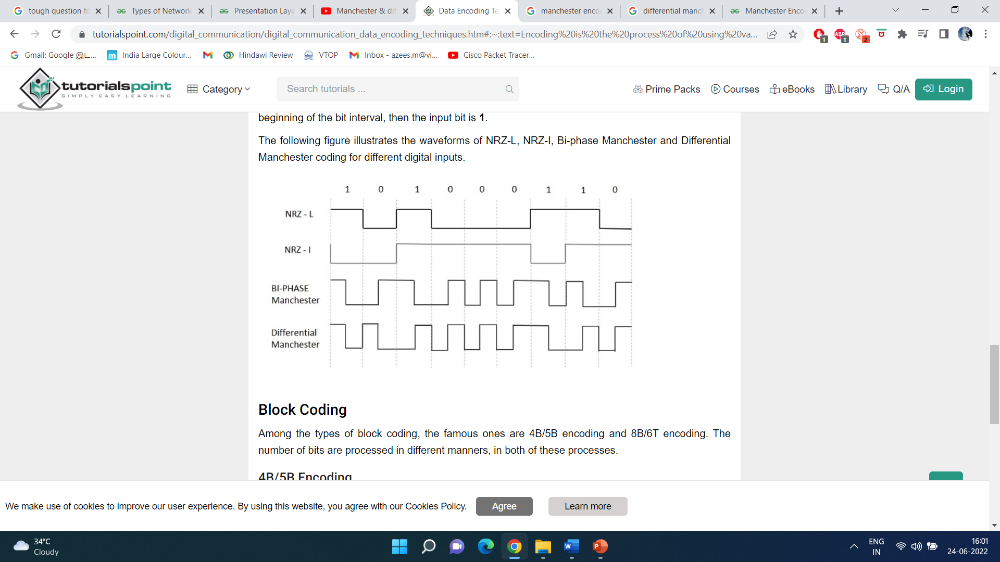 tough question fo
Types of Network
Presentation Laye
Manchester & dif
Data Encoding Te
manchester enco
differential manch
Manchester Enco
tutorialspoint.com/digital_communication/digital_communication_data_encoding_techniques.htm#:~:text=Encoding%20is%20the%20process%20of%20using%20va...
1
ABP
1
2
Gmail: Google இட...
m India Large Colour...
Hindawi Review
VTOP
Inbox - azees.m@vi...
Cisco Packet Tracer...
tutorialspoint
SIMPLY EASY LEARNING
Category
Search tutorials ...
Prime Packs
Courses
eBooks
Library
Q/A
Login
beginning of the bit interval, then the input bit is 1.
The following figure illustrates the waveforms of NRZ-L, NRZ-I, Bi-phase Manchester and Differential
Manchester coding for different digital inputs.
1 0 1 0 0 0 1 1 0
NRZ - L
NRZ - I
BI-PHASE
Manchester
Differential
Manchester
Block Coding
Among the types of block coding, the famous ones are 4B/5B encoding and 8B/6T encoding. The
number of bits are processed in different manners, in both of these processes.
4B/5B Encoding
We make use of cookies to improve our user experience. By using this website, you agree with our Cookies Policy.
Agree
Learn more
34°C
Cloudy
W
P
ENG
IN
16:01
24-06-2022